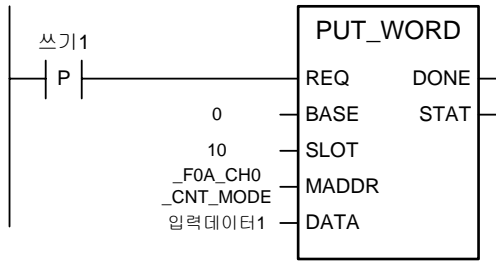 PUT_WORD
쓰기1
P
REQ DONE
0 BASE STAT
10 SLOT
_F0A_CH0
_CNT_MODE MADDR
입력데이터1 DATA